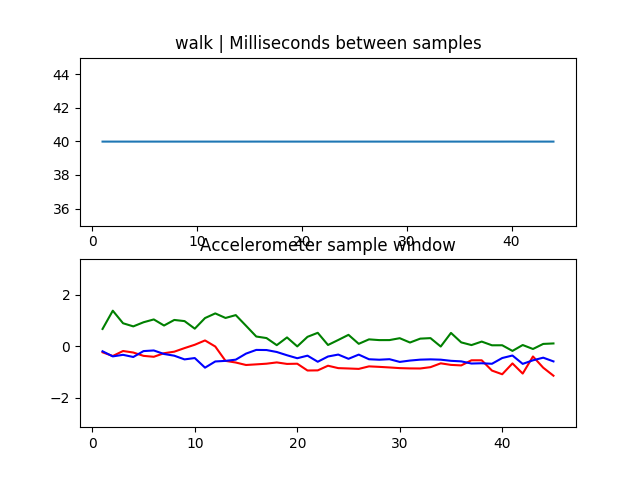 walk | Milliseconds between samples
44
42
40
38
36
0 10 20 30 40
Accelerometer sample window
2
0
−2
0 10 20 30 40